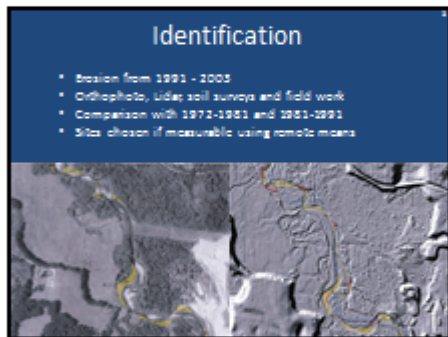 Identification
• Erosion from 1991 - 2003
• Orthophoto, Lidar, soil surveys and field work
• Comparison with 1972-1981 and 1981-1991
• Sites chosen if measurable using remote means